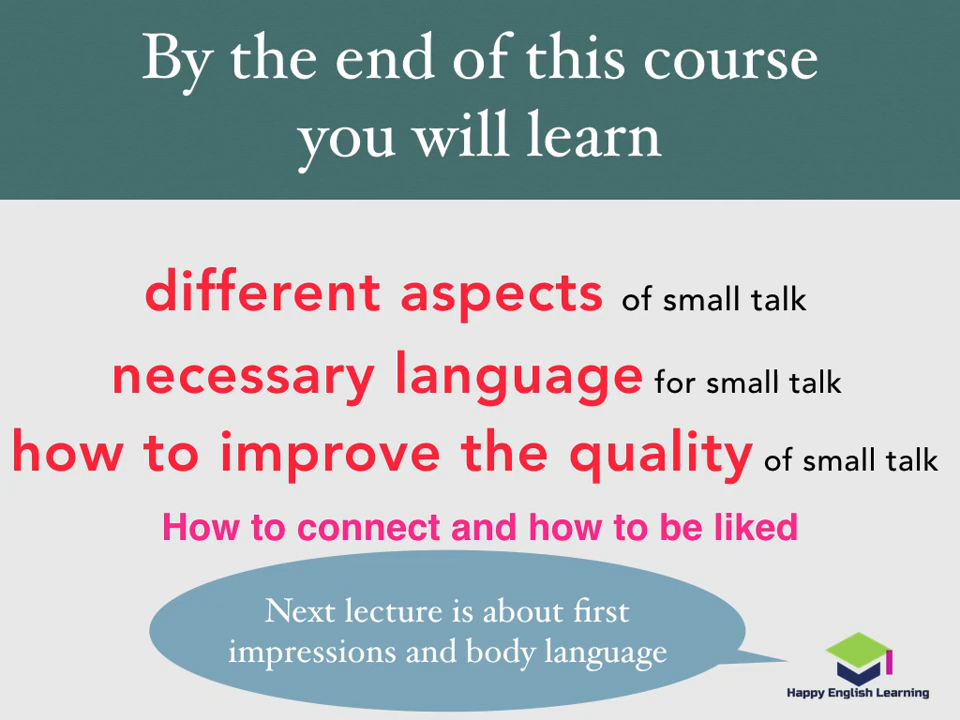 By the end of this course
you will learn
different aspects of small talk
necessary language for small talk
how to improve the quality of small talk
How to connect and how to be liked
Next lecture is about first
impressions and body language
Happy English Learning